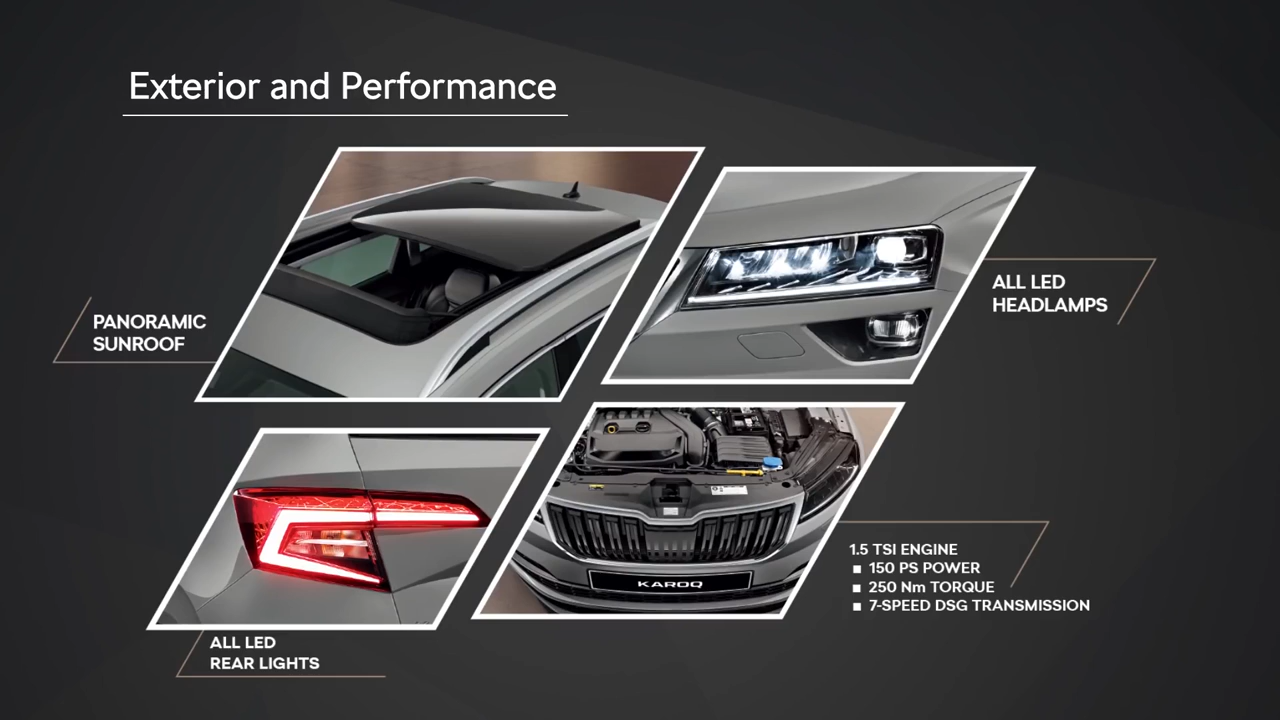 Exterior and Performance
PANORAMIC
SUNROOF
ALL LED
HEADLAMPS
ALL LED
REAR LIGHTS
KAROQ
1.5 TSI ENGINE
▪ 150 PS POWER
▪ 250 Nm TORQUE
▪ 7-SPEED DSG TRANSMISSION